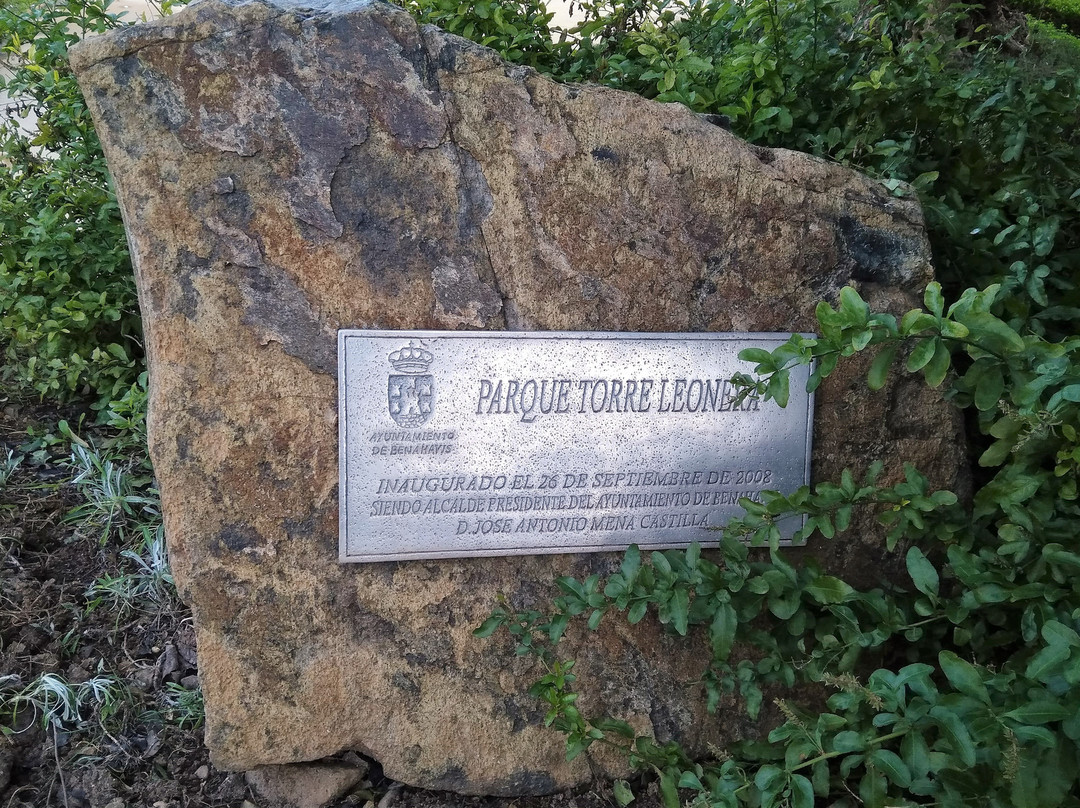 AYUNTAMIENTO
DE BENAHAVIS
PARQUE TORRE LEONERA
INAUGURADO EL 26 DE SEPTIEMBRE DE 2008
SIENDO ALCALDE PRESIDENTE DEL AYUNTAMIENTO DE BENAHA
D.JOSE ANTONIO MENA CASTILLA